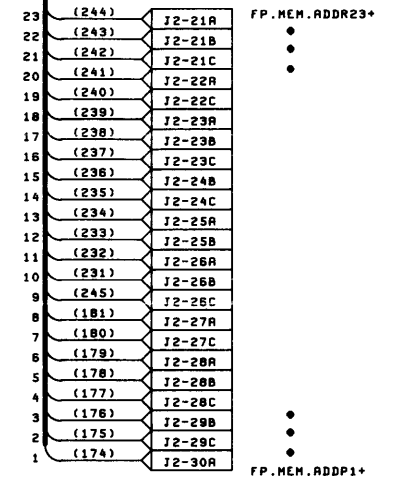 23 (244) J2-21A FP.MEM.ADDR23+
22 (243) J2-21B
21 (242) J2-21C
20 (241) J2-22A
19 (240) J2-22C
18 (239) J2-23A
17 (238) J2-23B
16 (237) J2-23C
15 (236) J2-24B
14 (235) J2-24C
13 (234) J2-25A
12 (233) J2-25B
11 (232) J2-26A
10 (231) J2-26B
9 (245) J2-26C
8 (181) J2-27A
7 (180) J2-27C
6 (179) J2-28A
5 (178) J2-28B
4 (177) J2-28C
3 (176) J2-29B
2 (175) J2-29C
1 (174) J2-30A
FP.MEM.ADDP1+